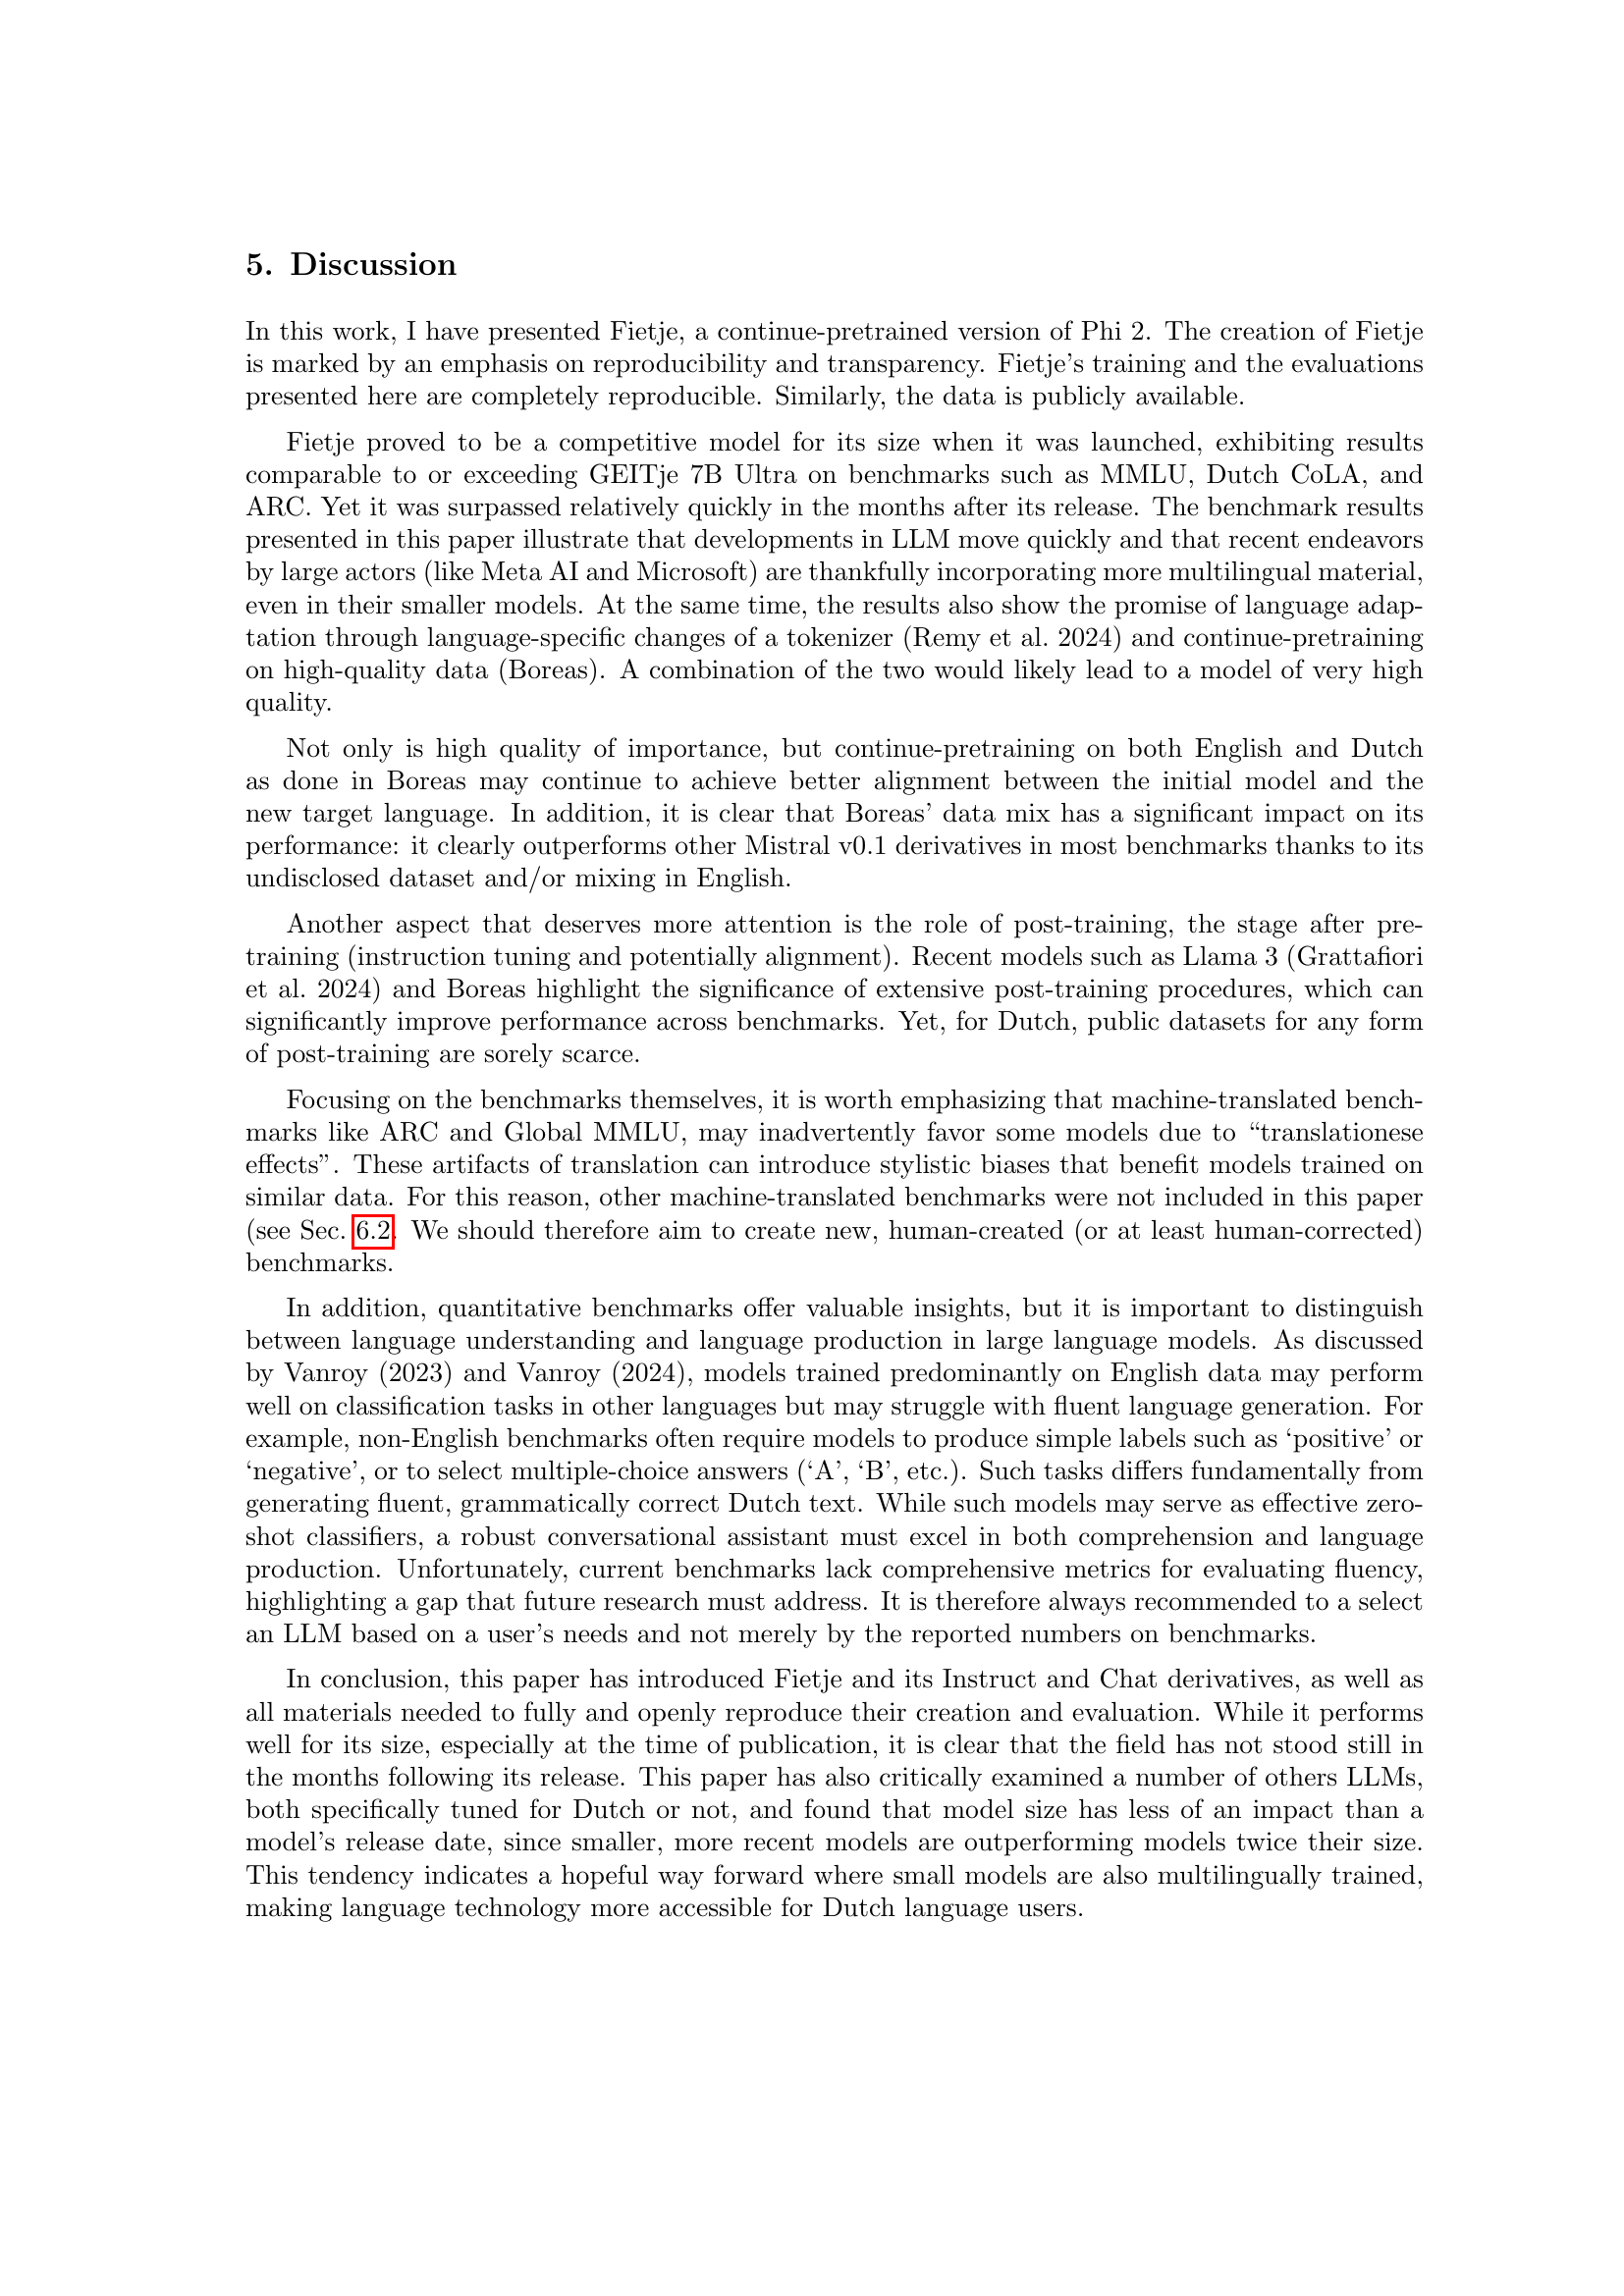 5. Discussion
In this work, I have presented Fietje, a continue-pretrained version of Phi 2. The creation of Fietje
is marked by an emphasis on reproducibility and transparency. Fietje's training and the evaluations
presented here are completely reproducible. Similarly, the data is publicly available.
Fietje proved to be a competitive model for its size when it was launched, exhibiting results
comparable to or exceeding GEITje 7B Ultra on benchmarks such as MMLU, Dutch CoLA, and
ARC. Yet it was surpassed relatively quickly in the months after its release. The benchmark results
presented in this paper illustrate that developments in LLM move quickly and that recent endeavors
by large actors (like Meta AI and Microsoft) are thankfully incorporating more multilingual material,
even in their smaller models. At the same time, the results also show the promise of language adap-
tation through language-specific changes of a tokenizer (Remy et al. 2024) and continue-pretraining
on high-quality data (Boreas). A combination of the two would likely lead to a model of very high
quality.
Not only is high quality of importance, but continue-pretraining on both English and Dutch
as done in Boreas may continue to achieve better alignment between the initial model and the
new target language. In addition, it is clear that Boreas' data mix has a significant impact on its
performance: it clearly outperforms other Mistral v0.1 derivatives in most benchmarks thanks to its
undisclosed dataset and/or mixing in English.
Another aspect that deserves more attention is the role of post-training, the stage after pre-
training (instruction tuning and potentially alignment). Recent models such as Llama 3 (Grattafiori
et al. 2024) and Boreas highlight the significance of extensive post-training procedures, which can
significantly improve performance across benchmarks. Yet, for Dutch, public datasets for any form
of post-training are sorely scarce.
Focusing on the benchmarks themselves, it is worth emphasizing that machine-translated bench-
marks like ARC and Global MMLU, may inadvertently favor some models due to “translationese
effects”. These artifacts of translation can introduce stylistic biases that benefit models trained on
similar data. For this reason, other machine-translated benchmarks were not included in this paper
(see Sec. 6.2. We should therefore aim to create new, human-created (or at least human-corrected)
benchmarks.
In addition, quantitative benchmarks offer valuable insights, but it is important to distinguish
between language understanding and language production in large language models. As discussed
by Vanroy (2023) and Vanroy (2024), models trained predominantly on English data may perform
well on classification tasks in other languages but may struggle with fluent language generation. For
example, non-English benchmarks often require models to produce simple labels such as ‘positive’ or
‘negative’, or to select multiple-choice answers (‘A’, ‘B’, etc.). Such tasks differs fundamentally from
generating fluent, grammatically correct Dutch text. While such models may serve as effective zero-
shot classifiers, a robust conversational assistant must excel in both comprehension and language
production. Unfortunately, current benchmarks lack comprehensive metrics for evaluating fluency,
highlighting a gap that future research must address. It is therefore always recommended to a select
an LLM based on a user's needs and not merely by the reported numbers on benchmarks.
In conclusion, this paper has introduced Fietje and its Instruct and Chat derivatives, as well as
all materials needed to fully and openly reproduce their creation and evaluation. While it performs
well for its size, especially at the time of publication, it is clear that the field has not stood still in
the months following its release. This paper has also critically examined a number of others LLMs,
both specifically tuned for Dutch or not, and found that model size has less of an impact than a
model's release date, since smaller, more recent models are outperforming models twice their size.
This tendency indicates a hopeful way forward where small models are also multilingually trained,
making language technology more accessible for Dutch language users.